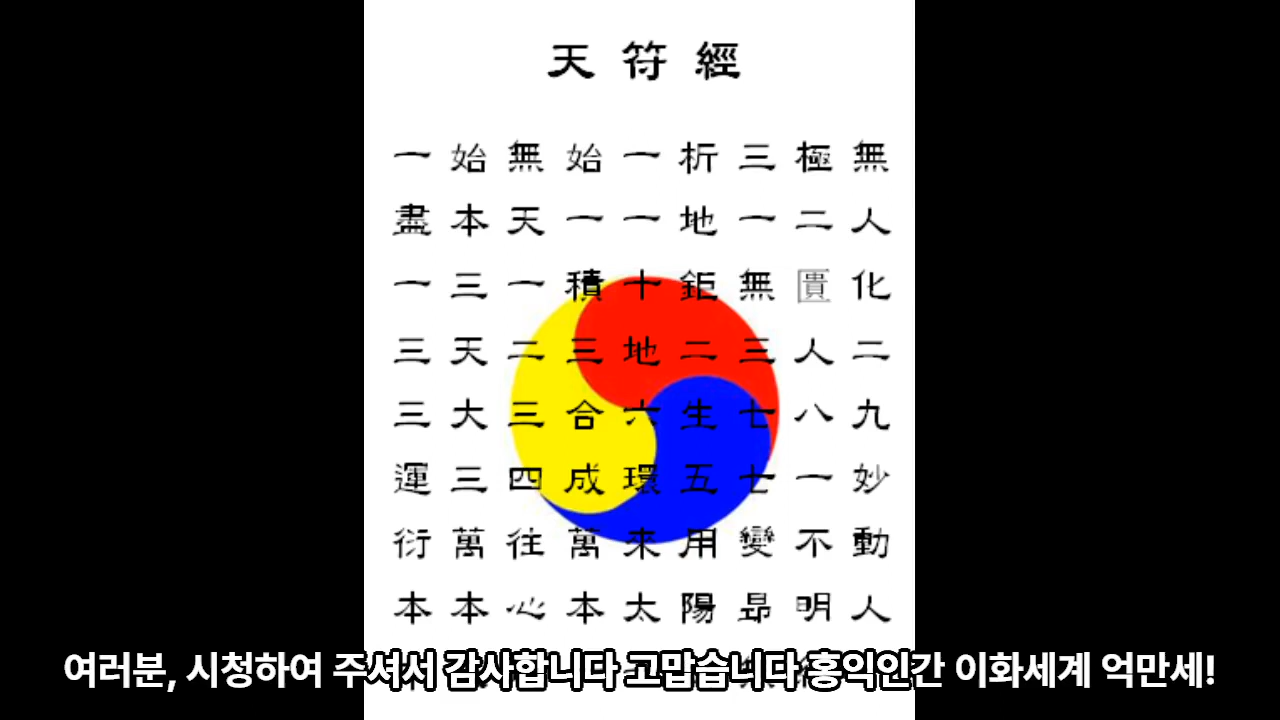 天符經
一始無始一析三極無
盡本天一一地一二人
一三一積十鉅無匱化
三天二三地二三人二
三大三合六生七八九
運三四成環五七一妙
衍萬往萬來用變不動
本本心本太陽昻明人
여러분, 시청하여 주셔서 감사합니다 고맙습니다 홍익인간 이화세계 억만세!